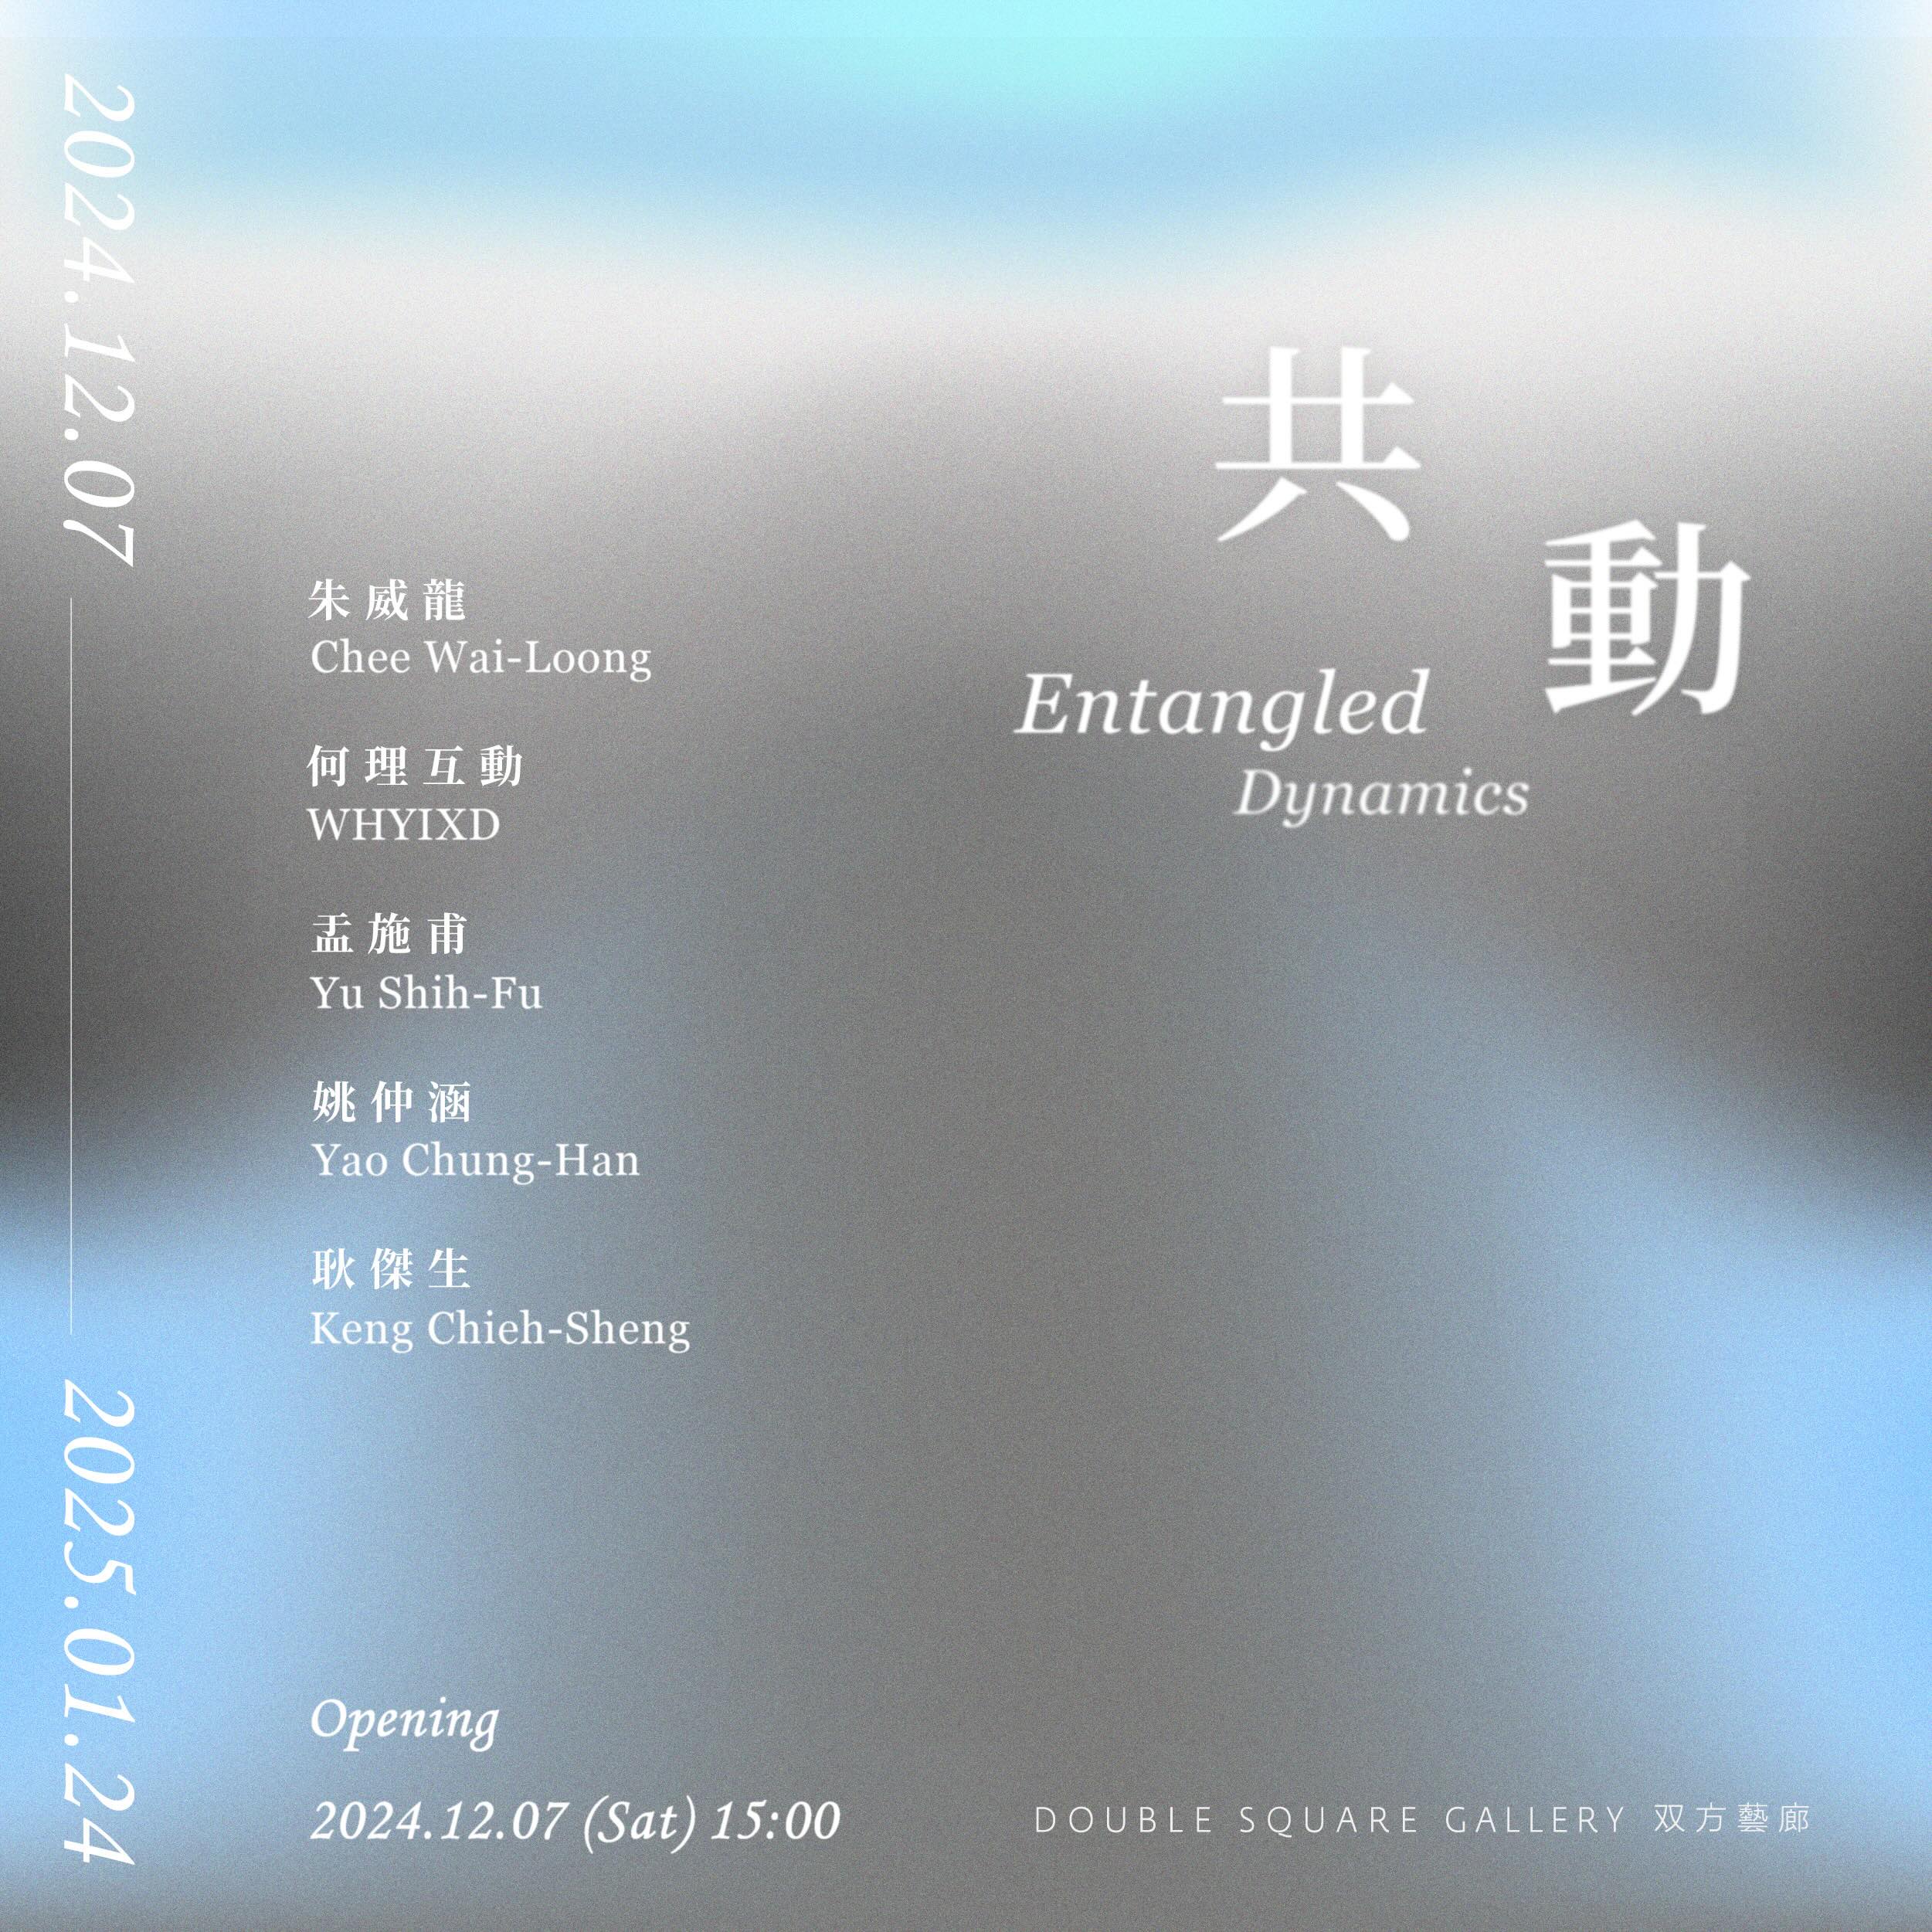 2024.12.07
2025.01.24
共動
Entangled
Dynamics
朱威龍
Chee Wai-Loong
何理互動
WHYIXD
盂施甫
Yu Shih-Fu
姚仲涵
Yao Chung-Han
耿傑生
Keng Chieh-Sheng
Opening
2024.12.07 (Sat) 15:00
DOUBLE SQUARE GALLERY 双方藝廊